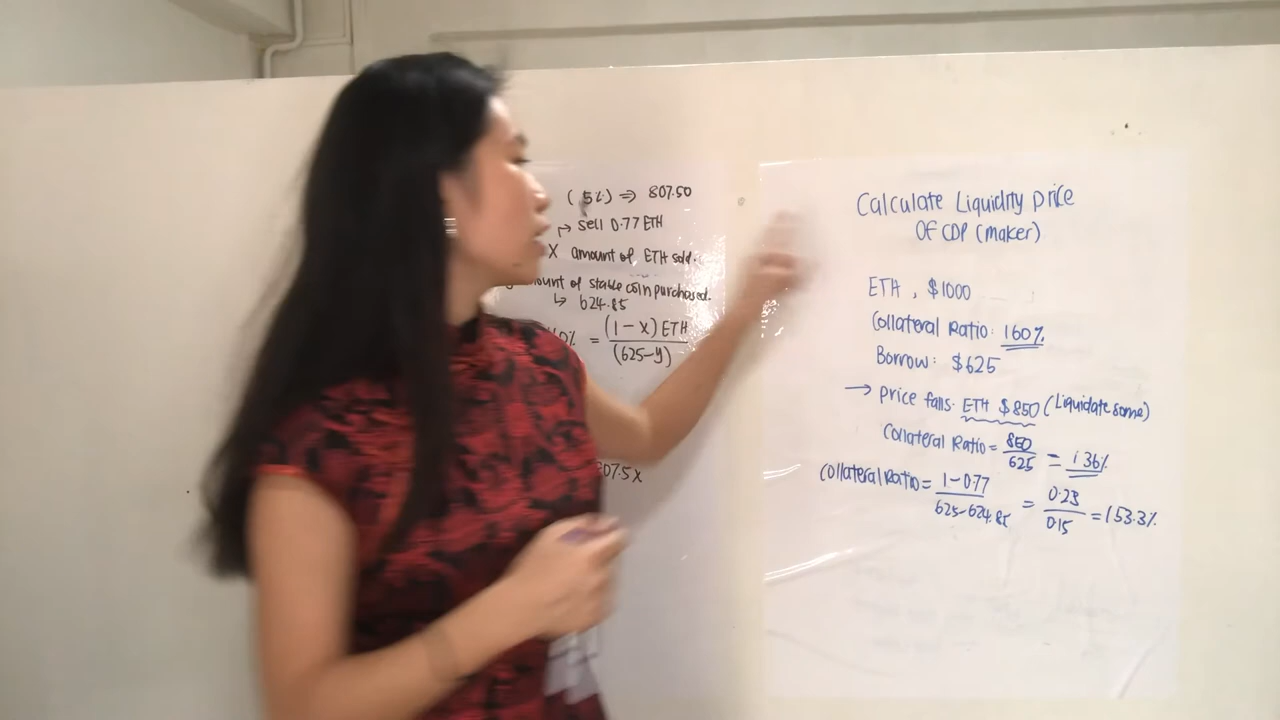 ( 5%) ⇒ 807.50
↱ sell 0.77 ETH
X amount of ETH sold.
amount of stable coin purchased.
↳ 624.85
= (1-X) ETH
(625-y)
807.5 X
Calculate Liquidity price
OF CDP (maker)
ETH , $1000
Collateral Ratio: 160%
Borrow: $625
→ price falls. ETH $850 (Liquidate some)
Collateral Ratio = 850/625 = 136%
Collateral Ratio = 1-0.77/625-624.85 = 0.23/0.15 = 153.3%